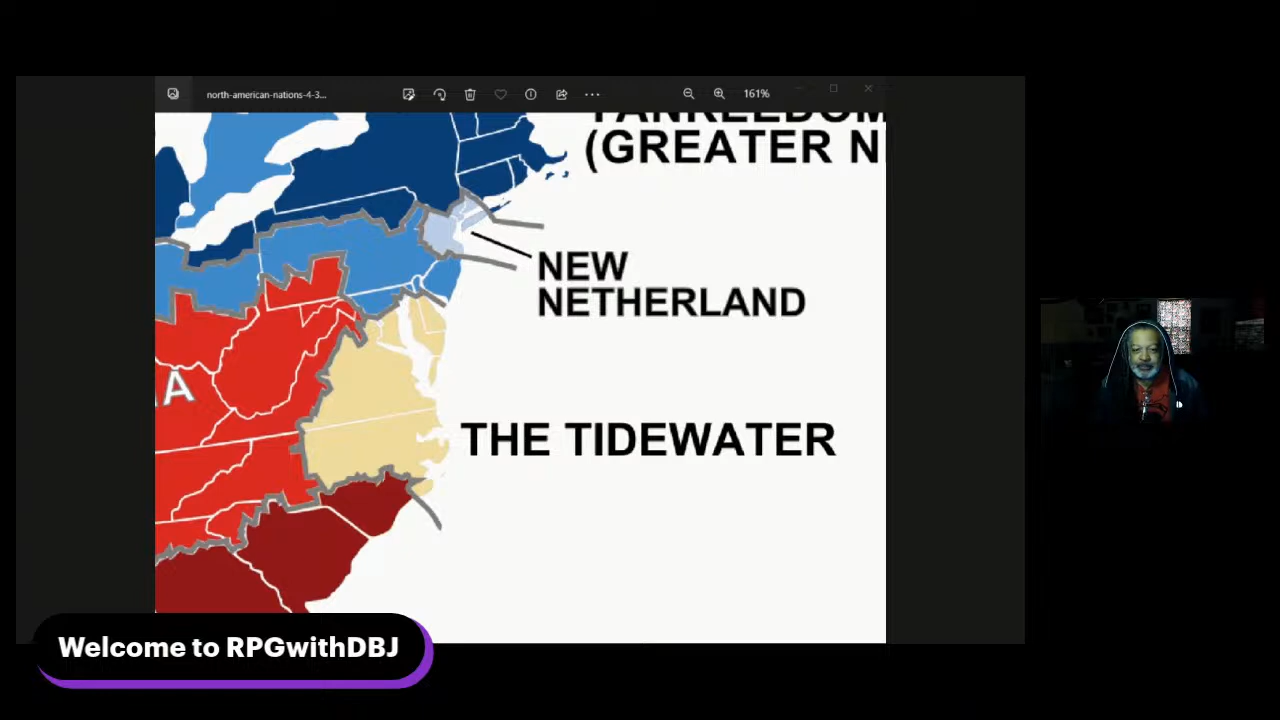 north-american-nations-4-3...
161%
(GREATER N
NEW
NETHERLAND
A
THE TIDEWATER
Welcome to RPGwithDBJ